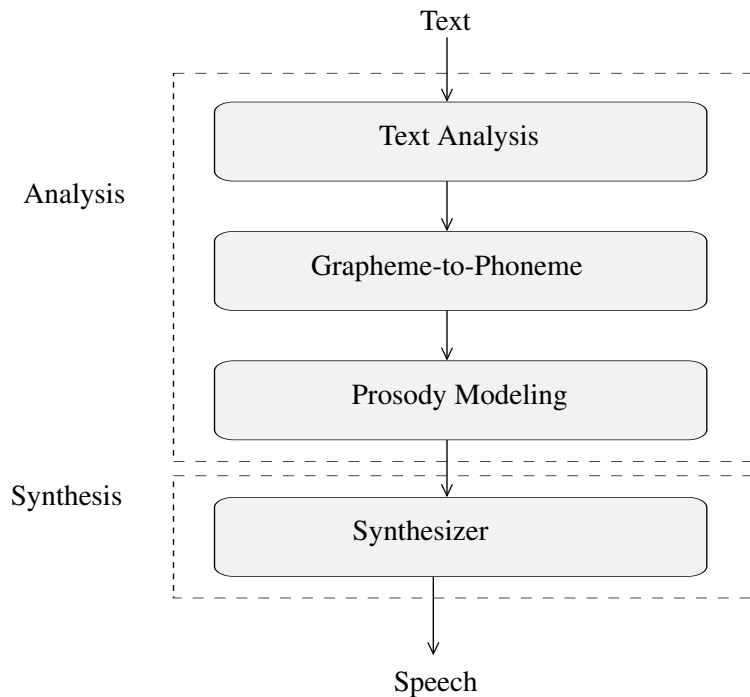 Text
Text Analysis
Analysis
Grapheme-to-Phoneme
Prosody Modeling
Synthesis
Synthesizer
Speech